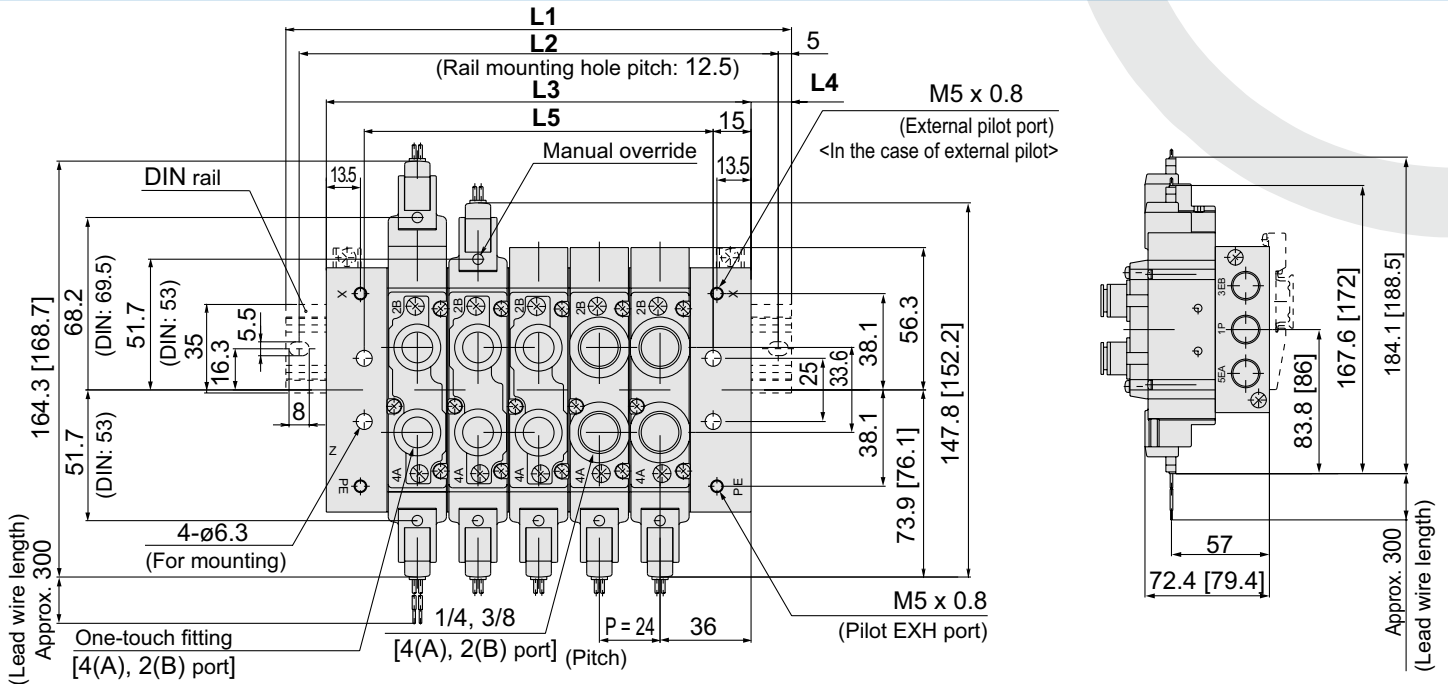 L1
L2
5
(Rail mounting hole pitch: 12.5)
L3
L4
M5 x 0.8
(External pilot port)
<In the case of external pilot>
L5
15
Manual override
13.5
13.5
DIN rail
164.3 [168.7]
68.2
(DIN: 69.5)
51.7
(DIN: 53)
35
16.3
5.5
8
51.7
(DIN: 53)
X
X
2B
2B
2B
2B
2B
4A
4A
4A
4A
4A
Z
PE
PE
56.3
38.1
33.6
25
38.1
147.8 [152.2]
73.9 [76.1]
4-ø6.3
(For mounting)
(Lead wire length)
Approx. 300
One-touch fitting
[4(A), 2(B) port]
1/4, 3/8
[4(A), 2(B) port]
P = 24
(Pitch)
36
M5 x 0.8
(Pilot EXH port)
3EB
1P
5EA
83.8 [86]
167.6 [172]
184.1 [188.5]
57
72.4 [79.4]
Approx. 300
(Lead wire length)